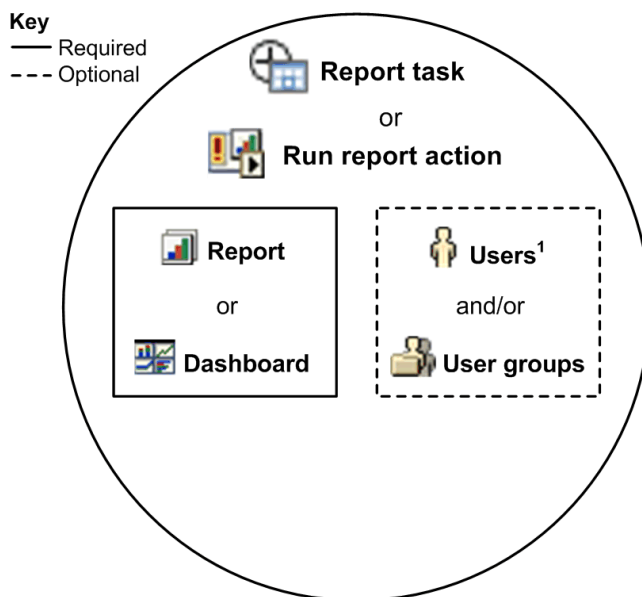 Key
Required
Optional
Report task
or
Run report action
Report
or
Dashboard
Users¹
and/or
User groups